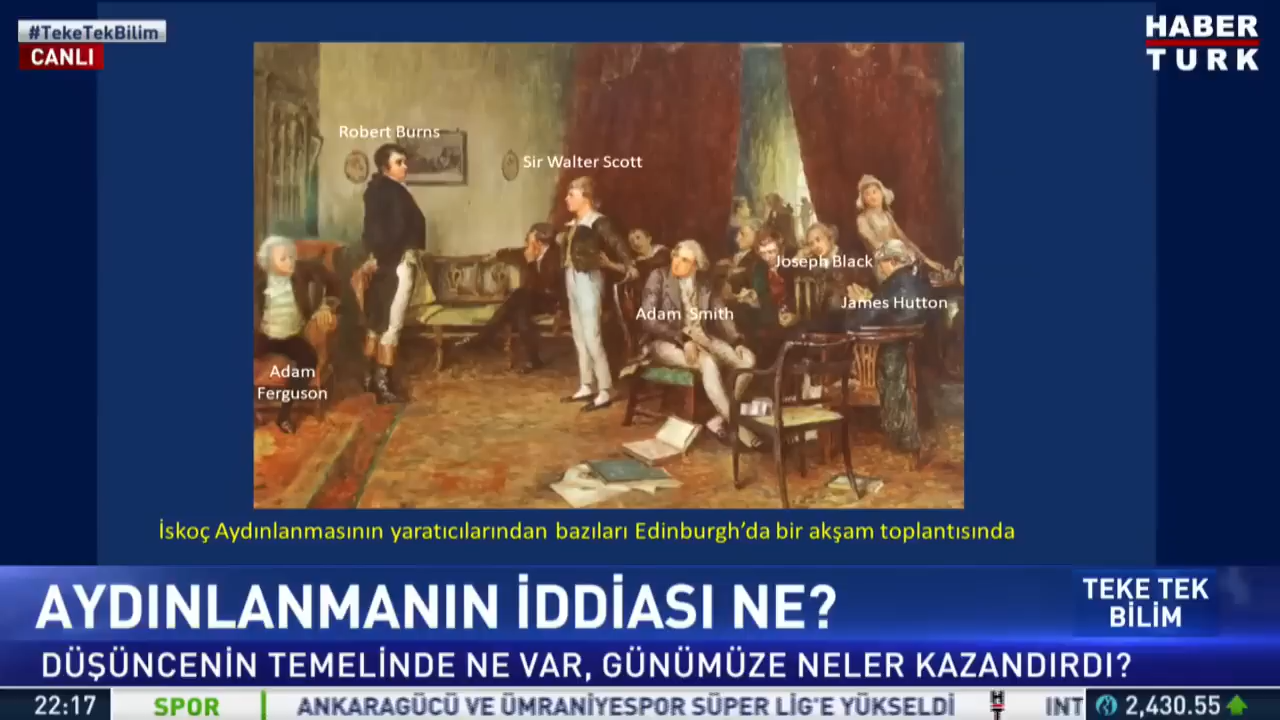 #TekeTekBilim
CANLI
HABER
TURK
Robert Burns
Sir Walter Scott
Joseph Black
James Hutton
Adam Smith
Adam
Ferguson
İskoç Aydınlanmasının yaratıcılarından bazıları Edinburgh’da bir akşam toplantısında
AYDINLANMANIN İDDİASI NE?
TEKE TEK
BİLİM
DÜŞÜNCENİN TEMELİNDE NE VAR, GÜNÜMÜZE NELER KAZANDIRDI?
22:17 SPOR ANKARAGÜCÜ VE ÜMRANİYESPOR SÜPER LİG'E YÜKSELDİ H INT 2,430.55